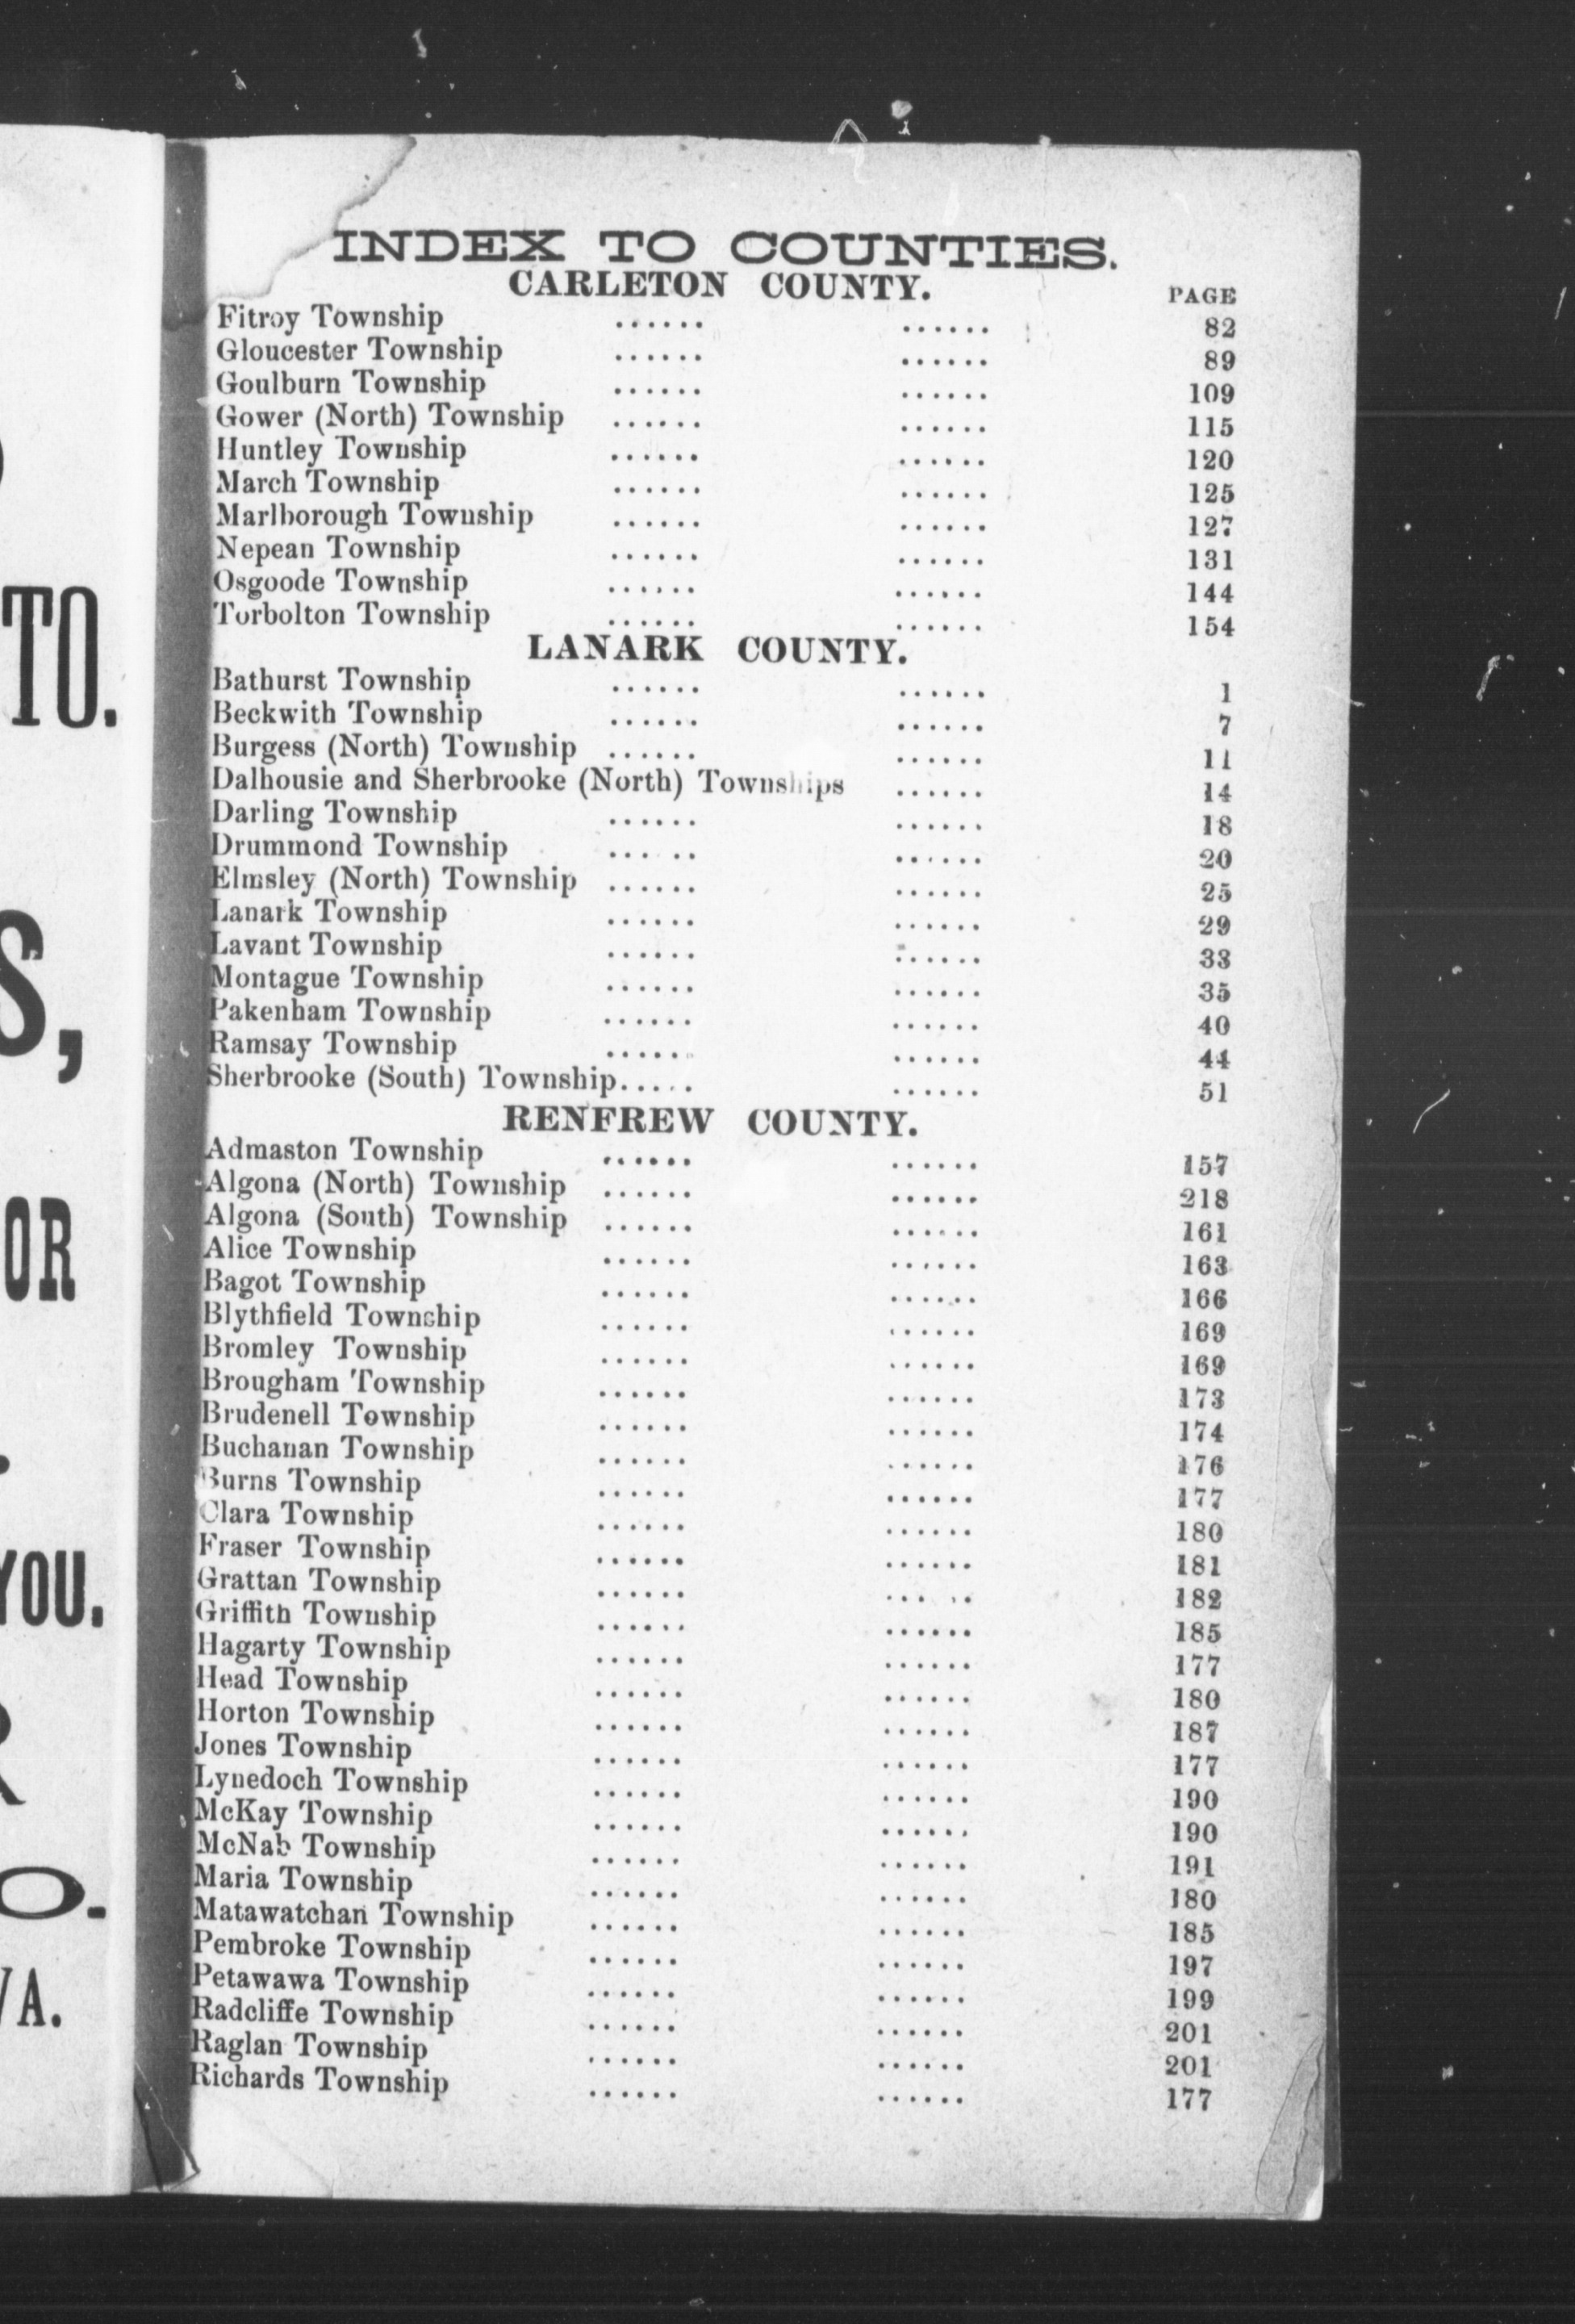 TO.
S,
OR
YOU.
R
O.
VA.
INDEX TO COUNTIES.
CARLETON COUNTY.
PAGE
Fitroy Township ...... ...... 82
Gloucester Township ...... ...... 89
Goulburn Township ...... ...... 109
Gower (North) Township ...... ...... 115
Huntley Township ...... ...... 120
March Township ...... ...... 125
Marlborough Township ...... ...... 127
Nepean Township ...... ...... 131
Osgoode Township ...... ...... 144
Torbolton Township ...... ...... 154
LANARK COUNTY.
Bathurst Township ...... ...... 1
Beckwith Township ...... ...... 7
Burgess (North) Township ...... ...... 11
Dalhousie and Sherbrooke (North) Townships ...... 14
Darling Township ...... ...... 18
Drummond Township ...... ...... 20
Elmsley (North) Township ...... ...... 25
Lanark Township ...... ...... 29
Lavant Township ...... ...... 33
Montague Township ...... ...... 35
Pakenham Township ...... ...... 40
Ramsay Township ...... ...... 44
Sherbrooke (South) Township ...... ...... 51
RENFREW COUNTY.
Admaston Township ...... ...... 157
Algona (North) Township ...... ...... 218
Algona (South) Township ...... ...... 161
Alice Township ...... ...... 163
Bagot Township ...... ...... 166
Blythfield Township ...... ...... 169
Bromley Township ...... ...... 169
Brougham Township ...... ...... 173
Brudenell Township ...... ...... 174
Buchanan Township ...... ...... 176
Burns Township ...... ...... 177
Clara Township ...... ...... 180
Fraser Township ...... ...... 181
Grattan Township ...... ...... 182
Griffith Township ...... ...... 185
Hagarty Township ...... ...... 177
Head Township ...... ...... 180
Horton Township ...... ...... 187
Jones Township ...... ...... 177
Lynedoch Township ...... ...... 190
McKay Township ...... ...... 190
McNab Township ...... ...... 191
Maria Township ...... ...... 180
Matawatchan Township ...... ...... 185
Pembroke Township ...... ...... 197
Petawawa Township ...... ...... 199
Radcliffe Township ...... ...... 201
Raglan Township ...... ...... 201
Richards Township ...... ...... 177